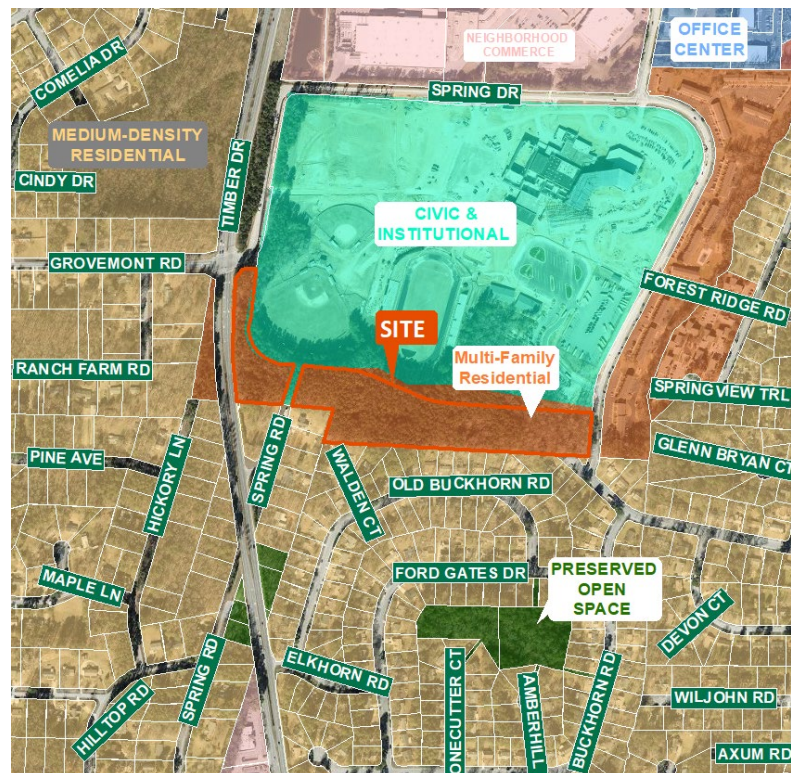 NEIGHBORHOOD
COMMERCE
OFFICE
CENTER
COMELIA DR
SPRING DR
MEDIUM-DENSITY
RESIDENTIAL
CINDY DR
TIMBER DR
CIVIC &
INSTITUTIONAL
GROVEMONT RD
FOREST RIDGE RD
SITE
RANCH FARM RD
Multi-Family
Residential
SPRINGVIEW TRL
HICKORY LN
SPRING RD
WALDEN CT
PINE AVE
GLENN BRYAN CT
OLD BUCKHORN RD
MAPLE LN
FORD GATES DR
PRESERVED
OPEN
SPACE
DEVON CT
SPRING RD
ELKHORN RD
HILLTOP RD
ONECUTTER CT
AMBERHILL
BUCKHORN RD
WILJOHN RD
AXUM RD